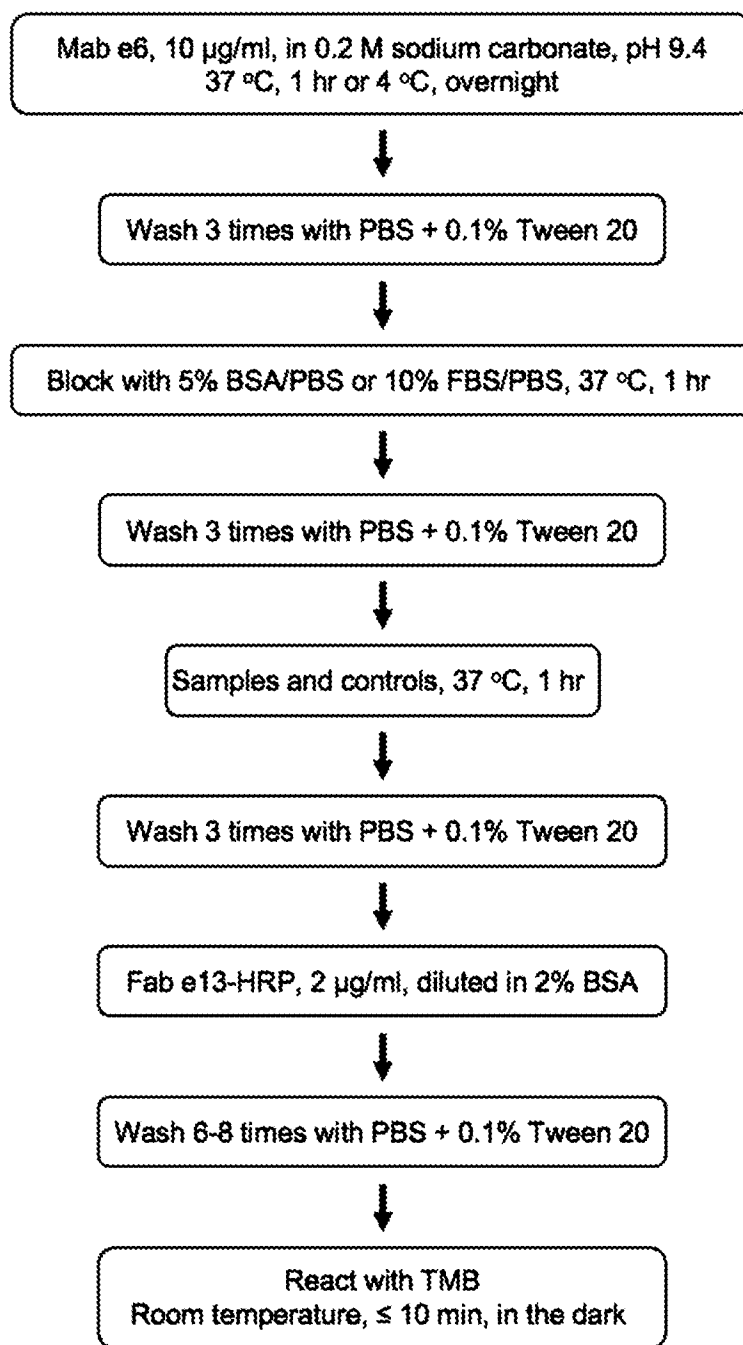 Mab e6, 10 µg/ml, in 0.2 M sodium carbonate, pH 9.4
37 ºC, 1 hr or 4 ºC, overnight
Wash 3 times with PBS + 0.1% Tween 20
Block with 5% BSA/PBS or 10% FBS/PBS, 37 ºC, 1 hr
Wash 3 times with PBS + 0.1% Tween 20
Samples and controls, 37 ºC, 1 hr
Wash 3 times with PBS + 0.1% Tween 20
Fab e13-HRP, 2 µg/ml, diluted in 2% BSA
Wash 6-8 times with PBS + 0.1% Tween 20
React with TMB
Room temperature, ≤ 10 min, in the dark